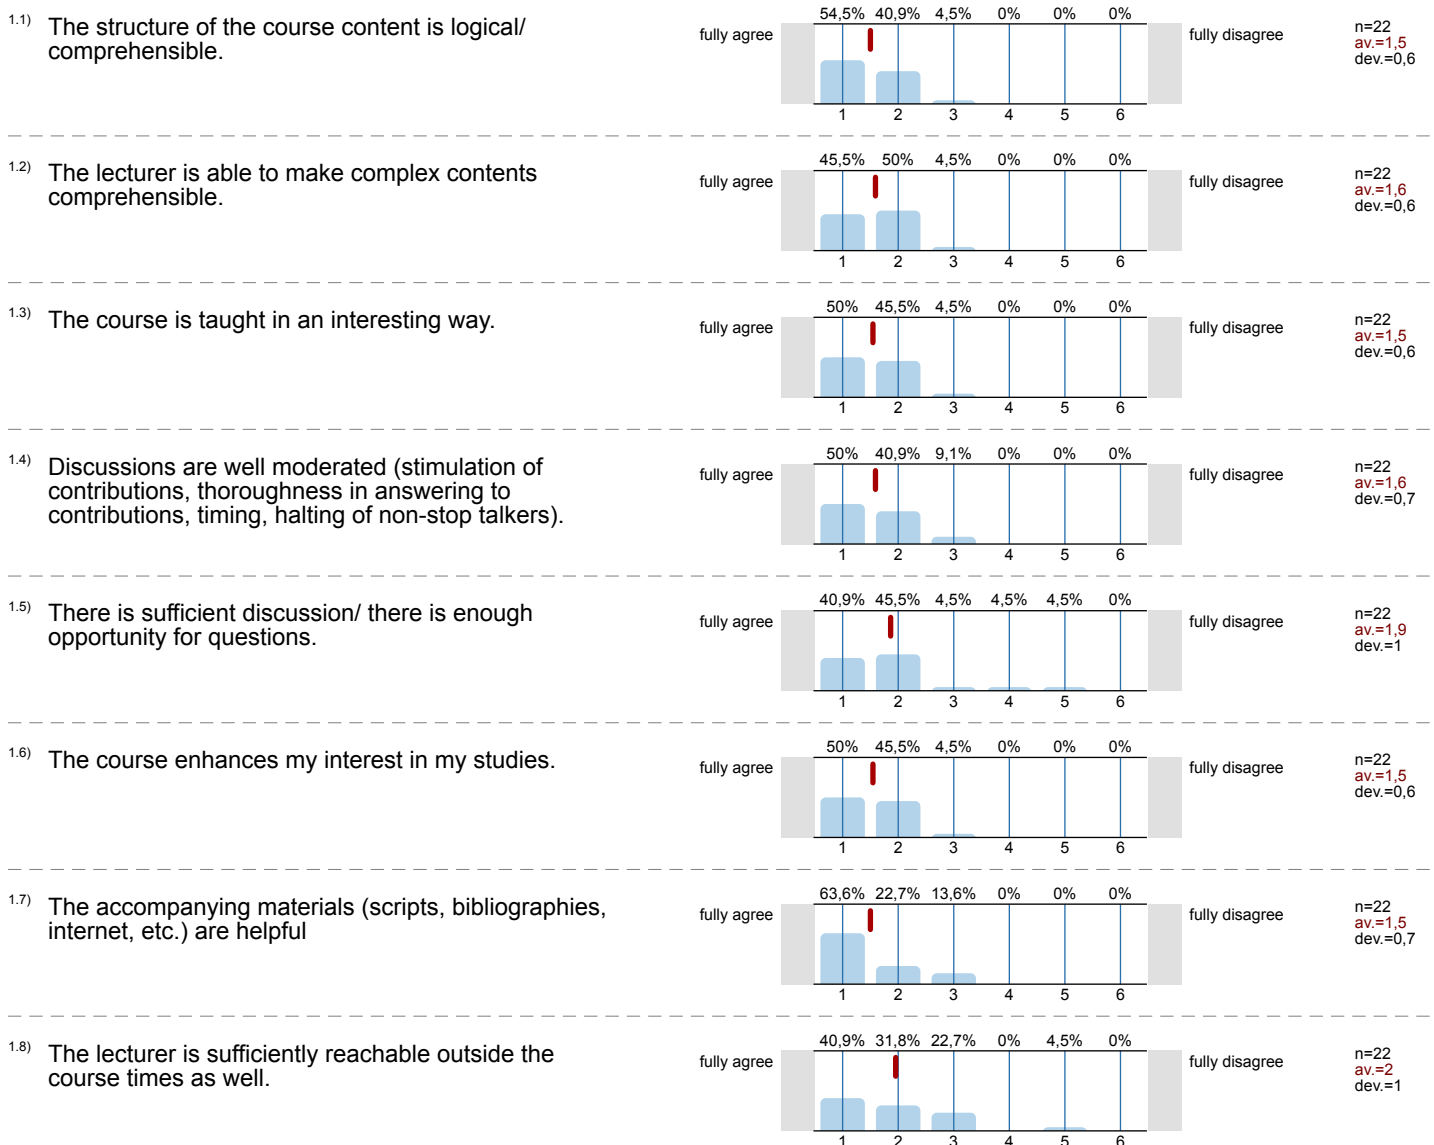 1.1) The structure of the course content is logical/
comprehensible.
fully agree
54,5% 40,9% 4,5% 0% 0% 0%
1 2 3 4 5 6
fully disagree
n=22
av.=1,5
dev.=0,6
1.2) The lecturer is able to make complex contents
comprehensible.
fully agree
45,5% 50% 4,5% 0% 0% 0%
1 2 3 4 5 6
fully disagree
n=22
av.=1,6
dev.=0,6
1.3) The course is taught in an interesting way.
fully agree
50% 45,5% 4,5% 0% 0% 0%
1 2 3 4 5 6
fully disagree
n=22
av.=1,5
dev.=0,6
1.4) Discussions are well moderated (stimulation of
contributions, thoroughness in answering to
contributions, timing, halting of non-stop talkers).
fully agree
50% 40,9% 9,1% 0% 0% 0%
1 2 3 4 5 6
fully disagree
n=22
av.=1,6
dev.=0,7
1.5) There is sufficient discussion/ there is enough
opportunity for questions.
fully agree
40,9% 45,5% 4,5% 4,5% 4,5% 0%
1 2 3 4 5 6
fully disagree
n=22
av.=1,9
dev.=1
1.6) The course enhances my interest in my studies.
fully agree
50% 45,5% 4,5% 0% 0% 0%
1 2 3 4 5 6
fully disagree
n=22
av.=1,5
dev.=0,6
1.7) The accompanying materials (scripts, bibliographies,
internet, etc.) are helpful
fully agree
63,6% 22,7% 13,6% 0% 0% 0%
1 2 3 4 5 6
fully disagree
n=22
av.=1,5
dev.=0,7
1.8) The lecturer is sufficiently reachable outside the
course times as well.
fully agree
40,9% 31,8% 22,7% 0% 4,5% 0%
1 2 3 4 5 6
fully disagree
n=22
av.=2
dev.=1